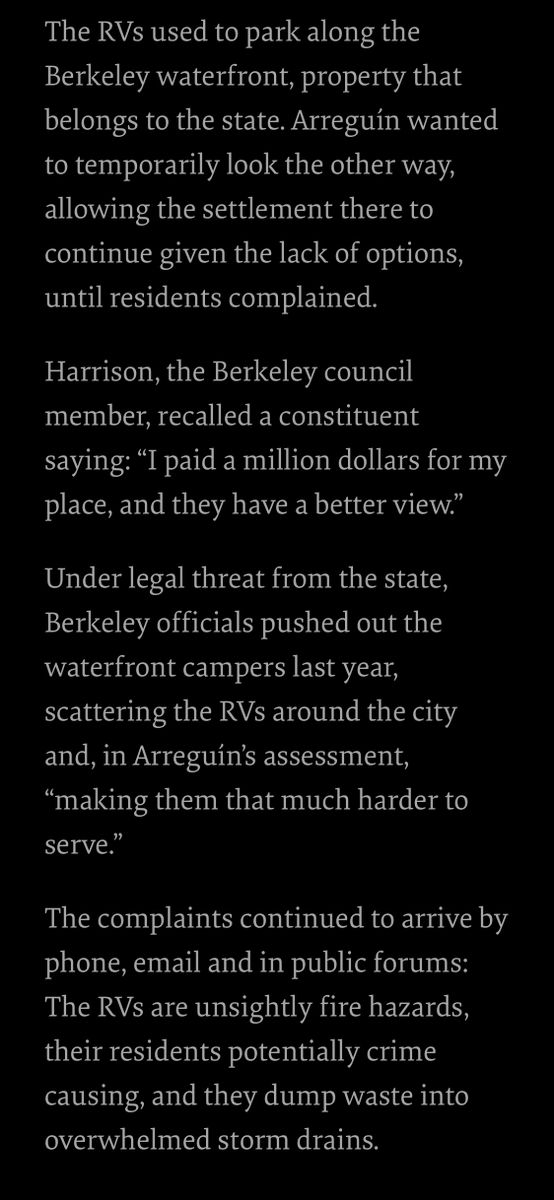 The RVs used to park along the
Berkeley waterfront, property that
belongs to the state. Arreguín wanted
to temporarily look the other way,
allowing the settlement there to
continue given the lack of options,
until residents complained.
Harrison, the Berkeley council
member, recalled a constituent
saying: “I paid a million dollars for my
place, and they have a better view.”
Under legal threat from the state,
Berkeley officials pushed out the
waterfront campers last year,
scattering the RVs around the city
and, in Arreguín’s assessment,
“making them that much harder to
serve.”
The complaints continued to arrive by
phone, email and in public forums:
The RVs are unsightly fire hazards,
their residents potentially crime
causing, and they dump waste into
overwhelmed storm drains.